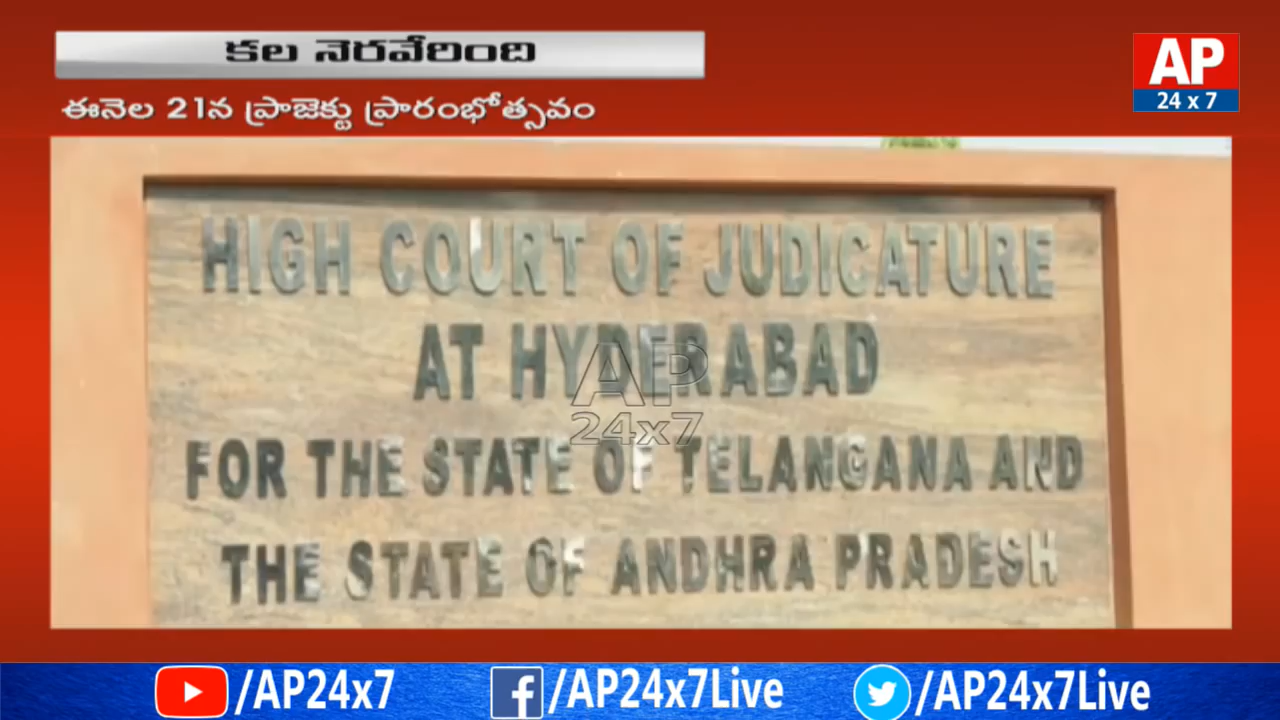 కల నెరవేరింది
ఈనెల 21న ప్రాజెక్టు ప్రారంభోత్సవం
AP
24 x 7
HIGH COURT OF JUDICATURE
AT HYDERABAD
FOR THE STATE OF TELANGANA AND
THE STATE OF ANDHRA PRADESH
AP
24x7
/AP24x7
/AP24x7Live
/AP24x7Live